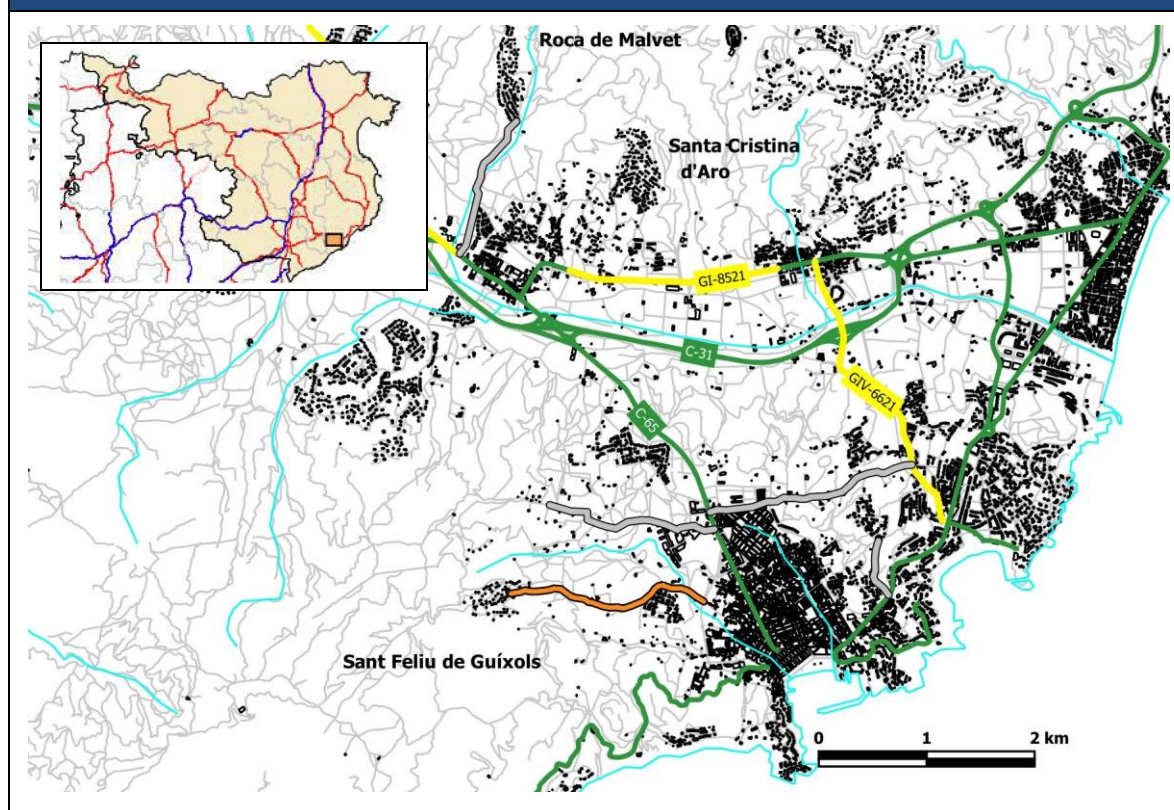 Roca de Malvet
Santa Cristina
d'Aro
GI-8521
C-31
GIV-6621
C-65
Sant Feliu de Guíxols
0 1 2 km